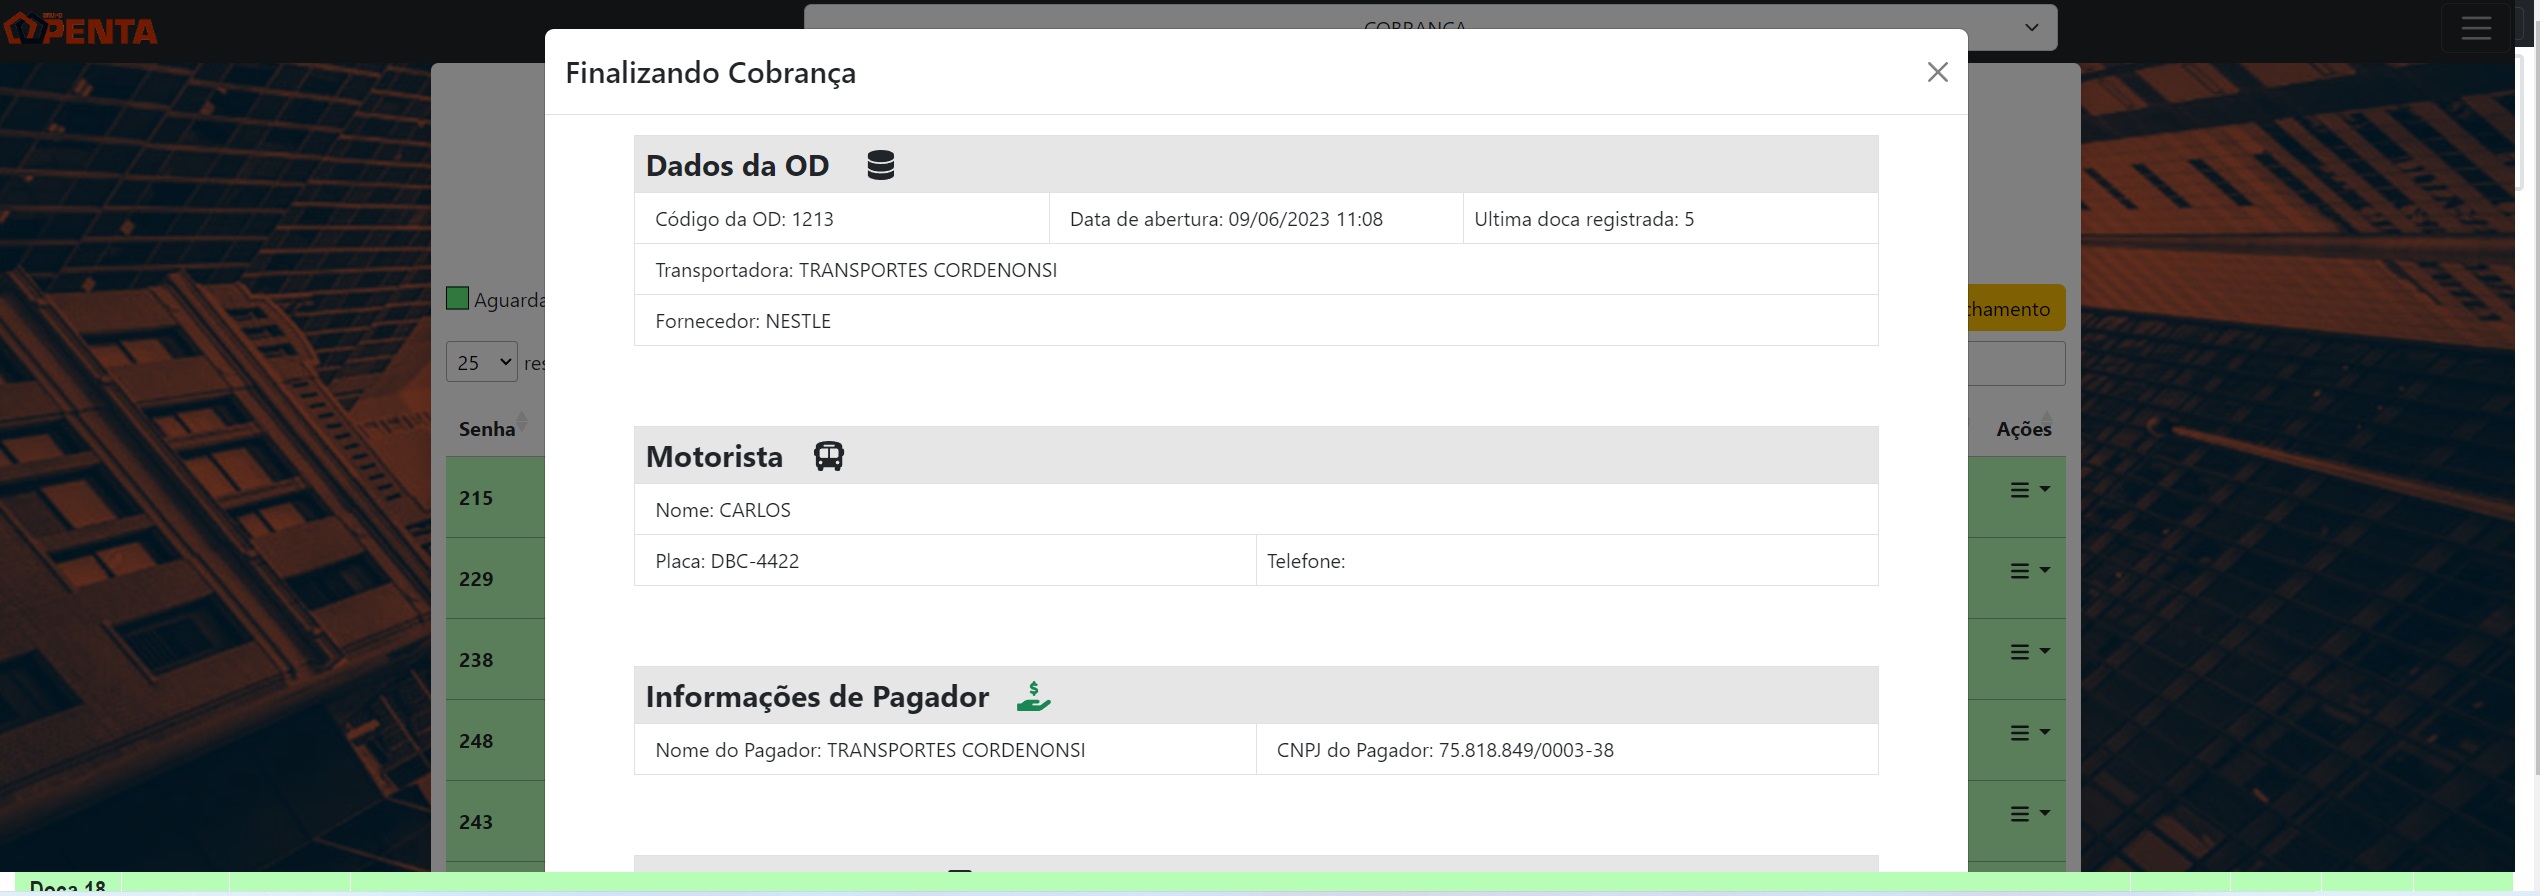 GRUPO
PENTA
COBRANÇA
Finalizando Cobrança
Dados da OD
Código da OD: 1213
Data de abertura: 09/06/2023 11:08
Ultima doca registrada: 5
Transportadora: TRANSPORTES CORDENONSI
Fornecedor: NESTLE
Aguarda
chamento
25
res
Senha
Ações
Motorista
215
Nome: CARLOS
Placa: DBC-4422
Telefone:
229
238
Informações de Pagador
248
Nome do Pagador: TRANSPORTES CORDENONSI
CNPJ do Pagador: 75.818.849/0003-38
243
Doca 18